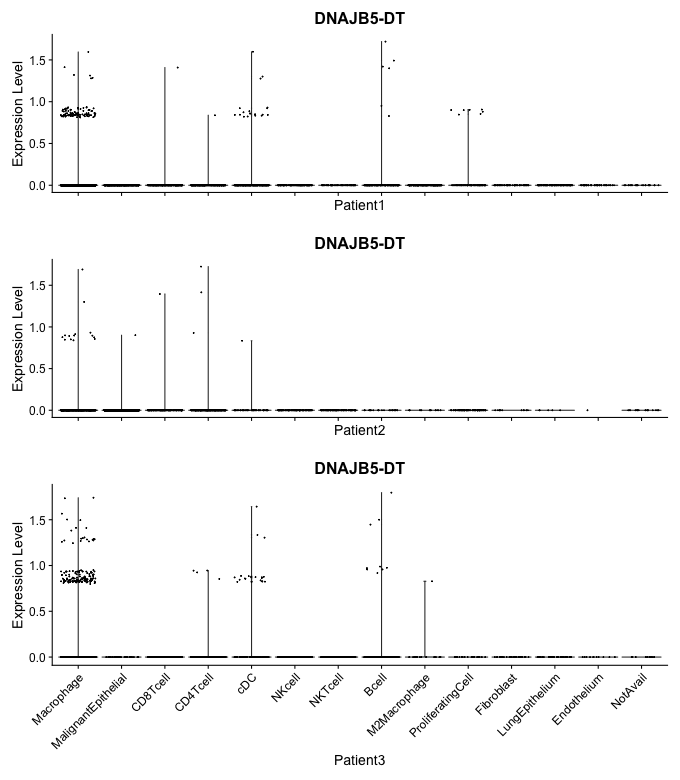 DNAJB5-DT
Expression Level
1.5
1.0
0.5
0.0
Patient1
DNAJB5-DT
Expression Level
1.5
1.0
0.5
0.0
Patient2
DNAJB5-DT
Expression Level
1.5
1.0
0.5
0.0
Macrophage
MalignantEpithelial
CD8Tcell
CD4Tcell
cDC
NKcell
NKTcell
Bcell
M2Macrophage
ProliferatingCell
Fibroblast
LungEpithelium
Endothelium
NotAvail
Patient3